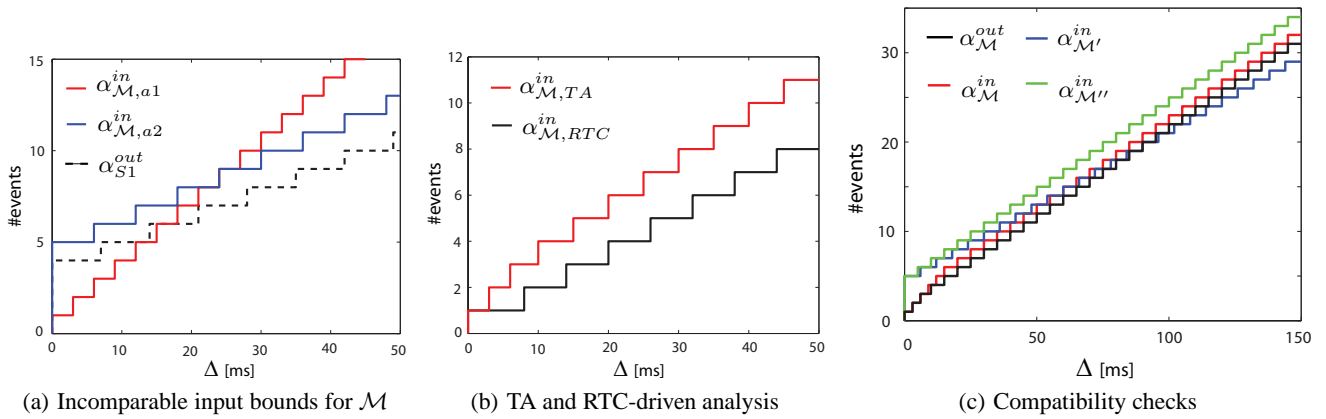 15
10
5
0
#events
α^{in}_{M,a1}
α^{in}_{M,a2}
α^{out}_{S1}
0 10 20 30 40 50
Δ [ms]
(a) Incomparable input bounds for M
12
10
8
6
4
2
0
#events
α^{in}_{M,TA}
α^{in}_{M,RTC}
0 10 20 30 40 50
Δ [ms]
(b) TA and RTC-driven analysis
30
20
10
0
#events
α^{out}_{M} α^{in}_{M'}
α^{in}_{M} α^{in}_{M''}
0 50 100 150
Δ [ms]
(c) Compatibility checks